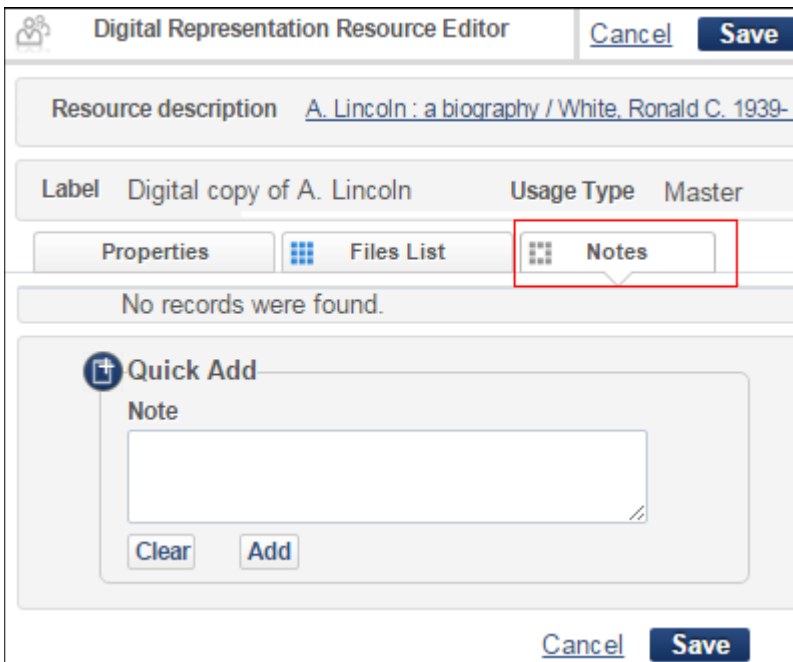 Digital Representation Resource Editor Cancel Save
Resource description A. Lincoln : a biography / White, Ronald C. 1939-
Label Digital copy of A. Lincoln Usage Type Master
Properties Files List Notes
No records were found.
Quick Add
Note
Clear Add
Cancel Save